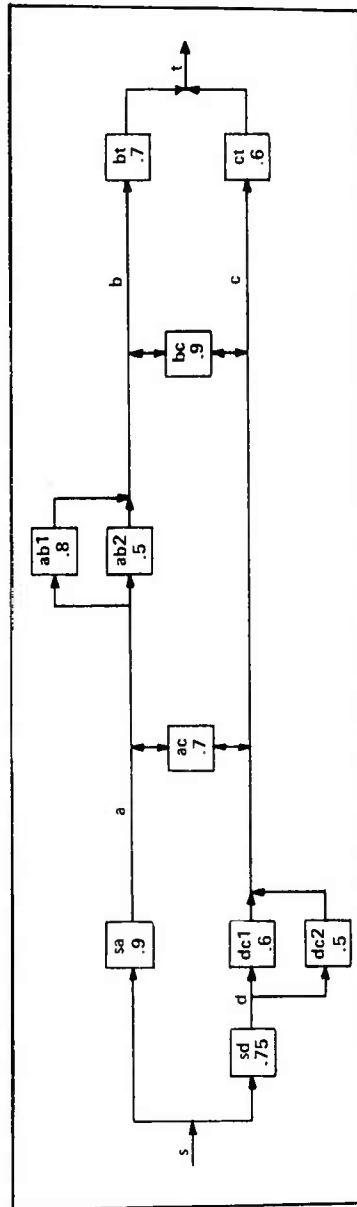 s
sa
.9
a
ab1
.8
ab2
.5
b
bt
.7
t
ac
.7
bc
.9
sd
.75
d
dc1
.6
dc2
.5
c
ct
.6